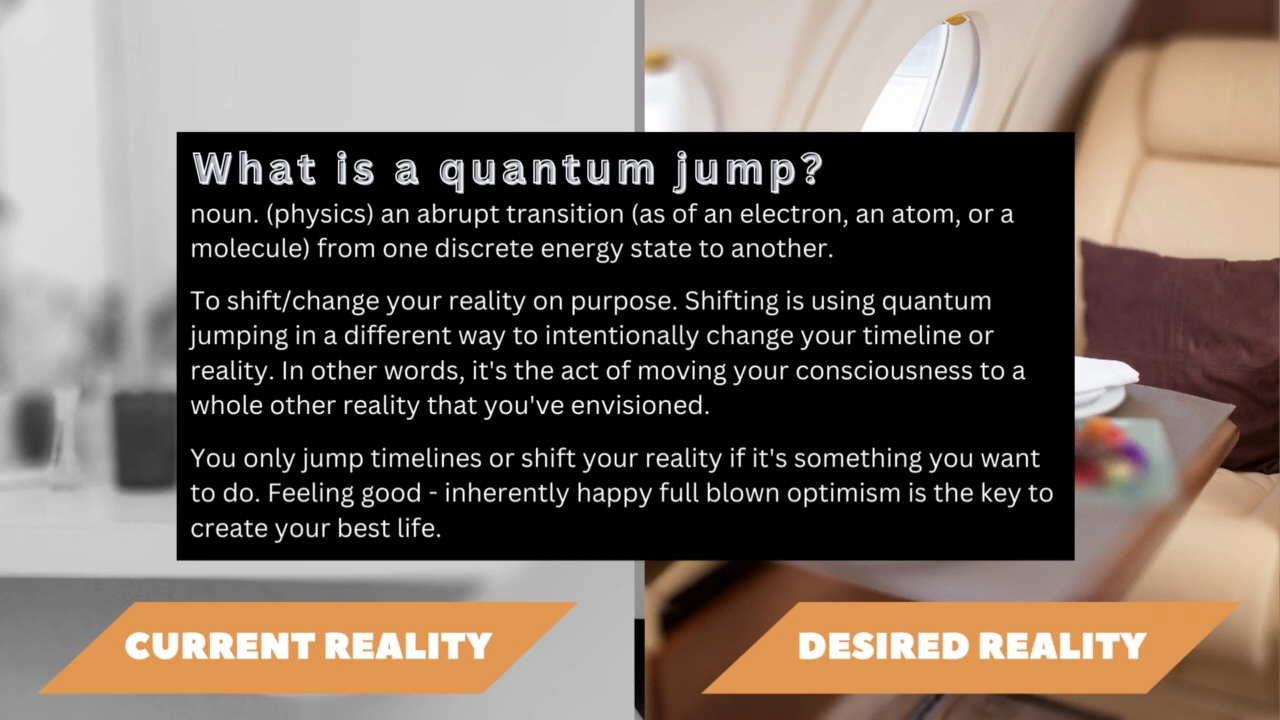 What is a quantum jump?
noun. (physics) an abrupt transition (as of an electron, an atom, or a
molecule) from one discrete energy state to another.
To shift/change your reality on purpose. Shifting is using quantum
jumping in a different way to intentionally change your timeline or
reality. In other words, it's the act of moving your consciousness to a
whole other reality that you've envisioned.
You only jump timelines or shift your reality if it's something you want
to do. Feeling good - inherently happy full blown optimism is the key to
create your best life.
CURRENT REALITY
DESIRED REALITY